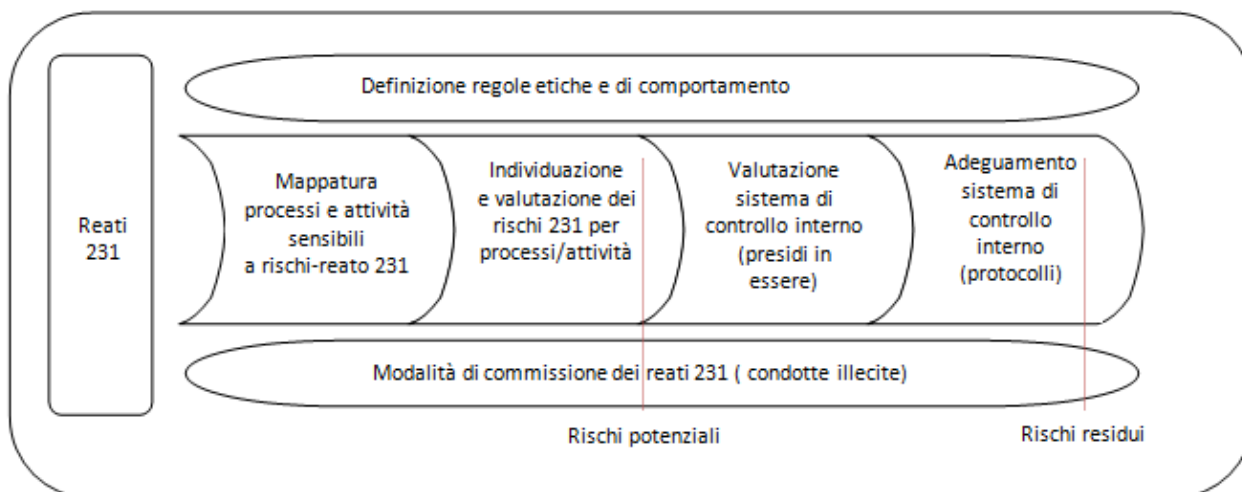 Definizione regole etiche e di comportamento
Reati
231
Mappatura
processi e attività
sensibili
a rischi-reato 231
Individuazione
e valutazione dei
rischi 231 per
processi/attività
Valutazione
sistema di
controllo interno
(presidi in
essere)
Adeguamento
sistema di
controllo
interno
(protocolli)
Modalità di commissione dei reati 231 ( condotte illecite)
Rischi potenziali
Rischi residui